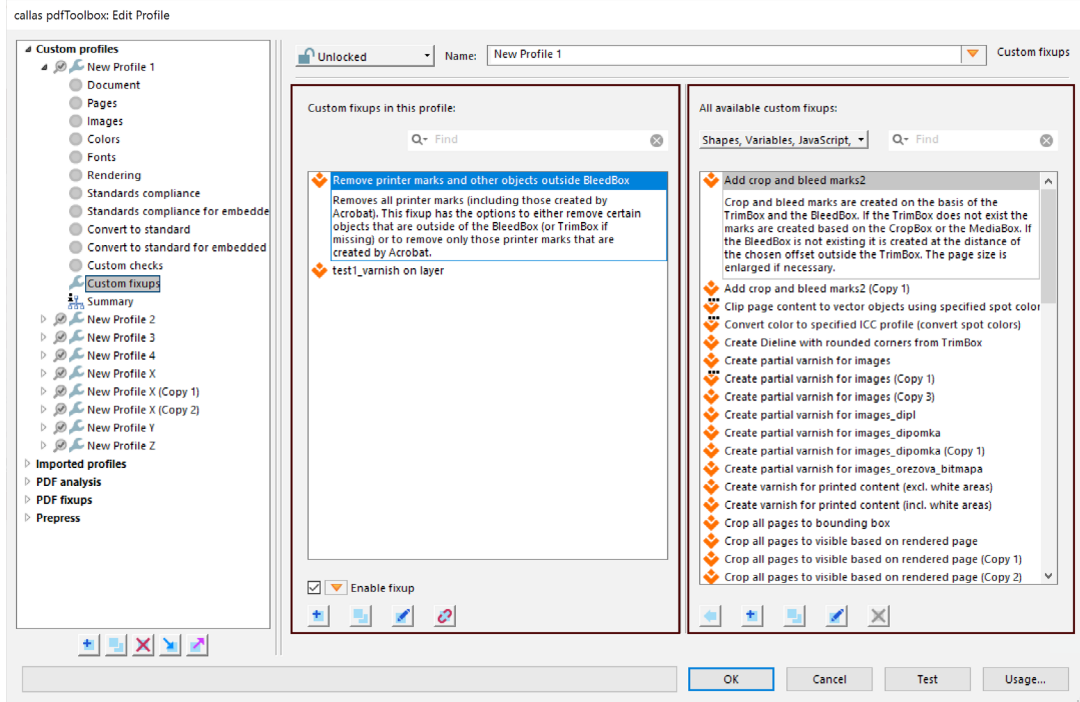 callas pdfToolbox: Edit Profile
Custom profiles
New Profile 1
Document
Pages
Images
Colors
Fonts
Rendering
Standards compliance
Standards compliance for embedde
Convert to standard
Convert to standard for embedded
Custom checks
Custom fixups
Summary
New Profile 2
New Profile 3
New Profile 4
New Profile X
New Profile X (Copy 1)
New Profile X (Copy 2)
New Profile Y
New Profile Z
Imported profiles
PDF analysis
PDF fixups
Prepress
Unlocked
Name:
New Profile 1
Custom fixups
Custom fixups in this profile:
Find
Remove printer marks and other objects outside BleedBox
Removes all printer marks (including those created by
Acrobat). This fixup has the options to either remove certain
objects that are outside of the BleedBox (or TrimBox if
missing) or to remove only those printer marks that are
created by Acrobat.
test1_varnish on layer
Enable fixup
All available custom fixups:
Shapes, Variables, JavaScript,
Find
Add crop and bleed marks2
Crop and bleed marks are created on the basis of the
TrimBox and the BleedBox. If the TrimBox does not exist the
marks are created based on the CropBox or the MediaBox. If
the BleedBox is not existing it is created at the distance of
the chosen offset outside the TrimBox. The page size is
enlarged if necessary.
Add crop and bleed marks2 (Copy 1)
Clip page content to vector objects using specified spot color
Convert color to specified ICC profile (convert spot colors)
Create Dieline with rounded corners from TrimBox
Create partial varnish for images
Create partial varnish for images (Copy 1)
Create partial varnish for images (Copy 3)
Create partial varnish for images_dipl
Create partial varnish for images_dipomka
Create partial varnish for images_dipomka (Copy 1)
Create partial varnish for images_orezova_bitmapa
Create varnish for printed content (excl. white areas)
Create varnish for printed content (incl. white areas)
Crop all pages to bounding box
Crop all pages to visible based on rendered page
Crop all pages to visible based on rendered page (Copy 1)
Crop all pages to visible based on rendered page (Copy 2)
OK
Cancel
Test
Usage...